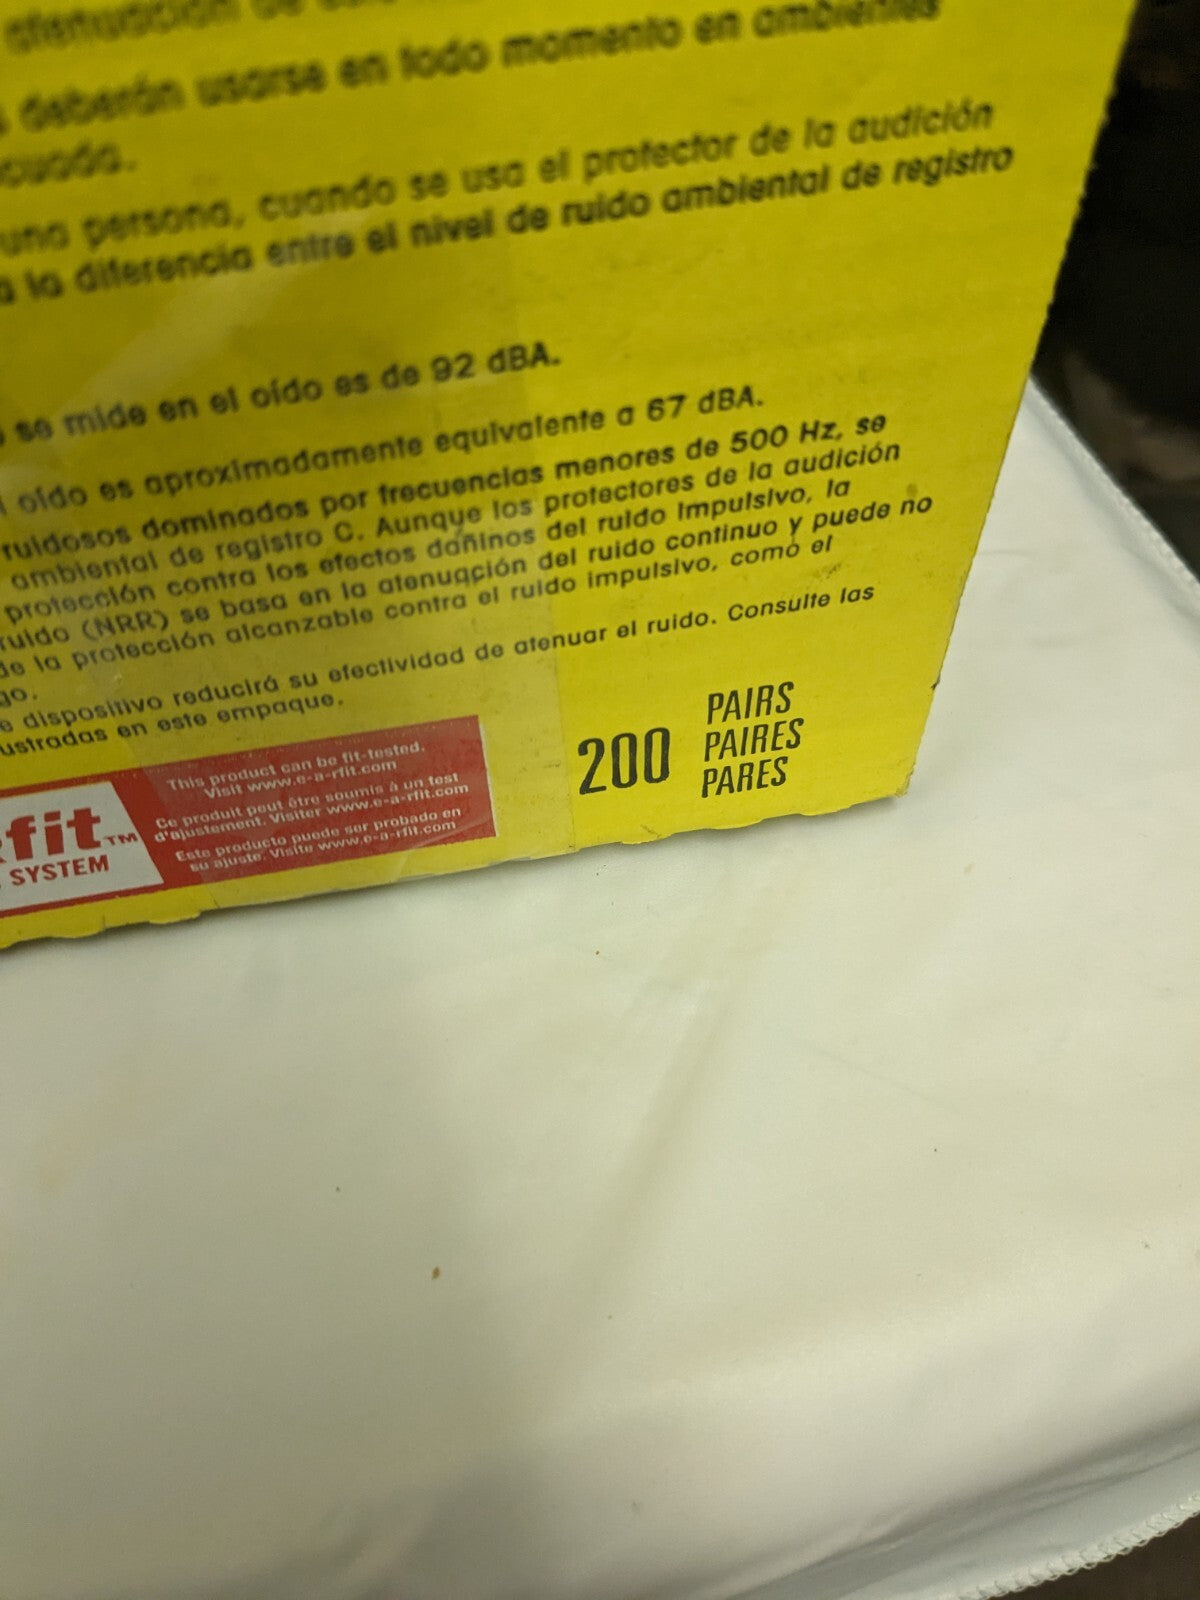 atenuación de
deberán usarse en todo momento en ambientes
cuada.
una persona, cuando se usa el protector de la audición
a la diferencia entre el nivel de ruido ambiental de registro
se mide en el oído es de 92 dBA.
oído es aproximadamente equivalente a 67 dBA.
ruidosos dominados por frecuencias menores de 500 Hz, se
ambiental de registro C. Aunque los protectores de la audición
protección contra los efectos dañinos del ruido impulsivo, la
ruido (NRR) se basa en la atenuación del ruido continuo y puede no
de la protección alcanzable contra el ruido impulsivo, como el
go.
e dispositivo reducirá su efectividad de atenuar el ruido. Consulte las
ustradas en este empaque.
fit™
SYSTEM
This product can be fit-tested.
Visit www.e-a-rfit.com
Ce produit peut être soumis à un test
d'ajustement. Visiter www.e-a-rfit.com
Este producto puede ser probado en
su ajuste. Visite www.e-a-rfit.com
200
PAIRS
PAIRES
PARES